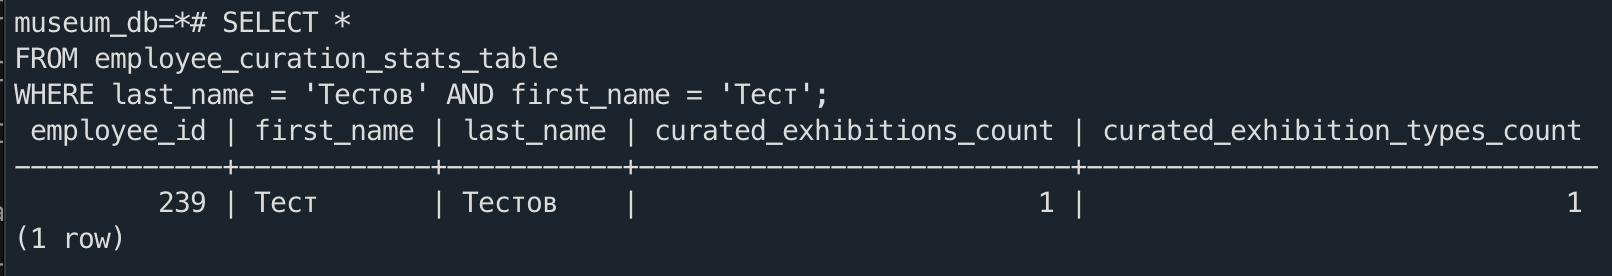 museum_db=*# SELECT *
FROM employee_curation_stats_table
WHERE last_name = 'Тестов' AND first_name = 'Тест';
 employee_id | first_name | last_name | curated_exhibitions_count | curated_exhibition_types_count
-------------+------------+-----------+---------------------------+--------------------------------
         239 | Тест       | Тестов    |                         1 |                              1
(1 row)